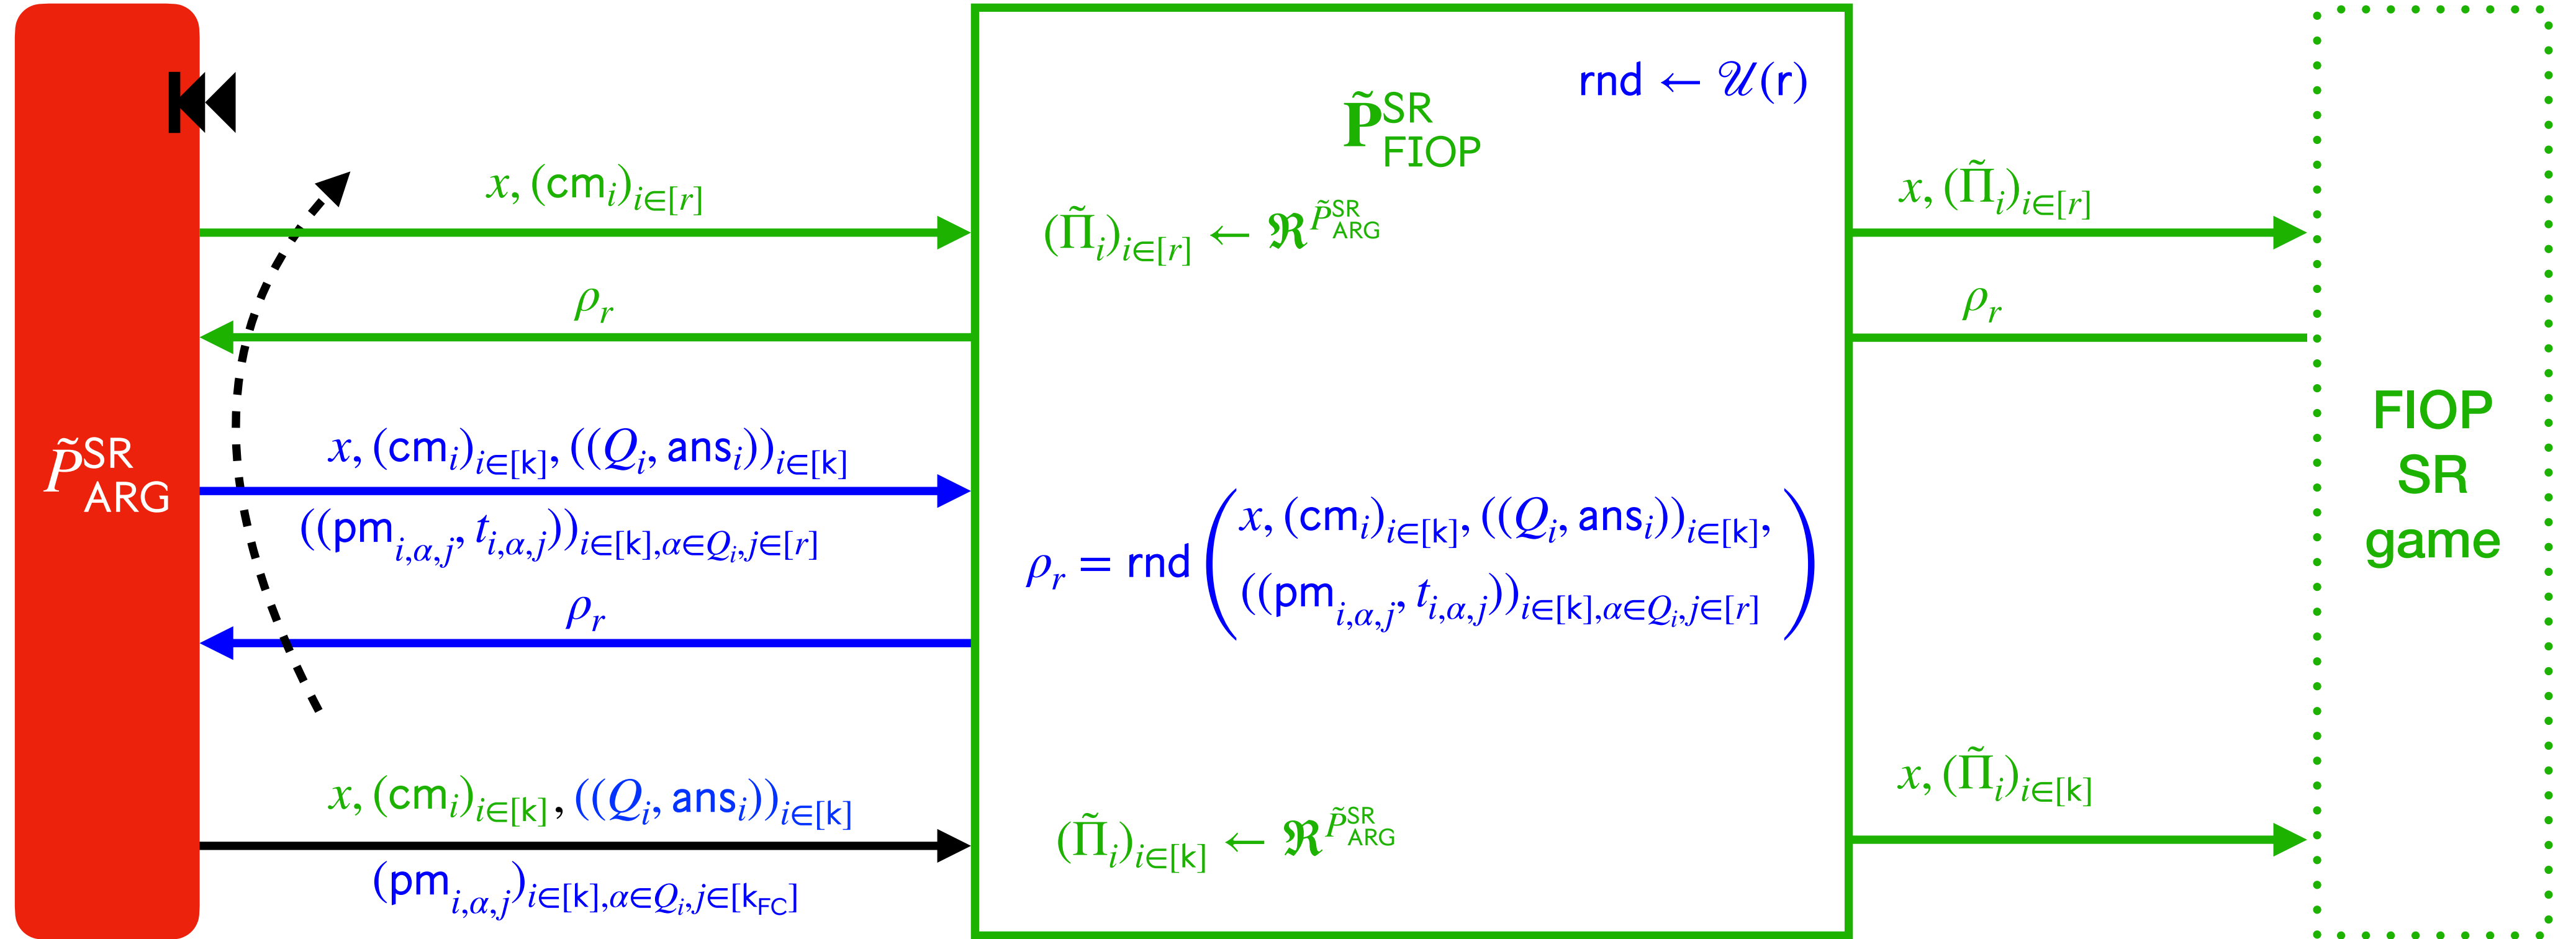 P̃^SR_ARG
x, (cm_i)_{i∈[r]}
ρ_r
x, (cm_i)_{i∈[k]}, ((Q_i, ans_i))_{i∈[k]}
((pm_{i,α,j}, t_{i,α,j}))_{i∈[k],α∈Q_i,j∈[r]}
ρ_r
x, (cm_i)_{i∈[k]}, ((Q_i, ans_i))_{i∈[k]}
(pm_{i,α,j})_{i∈[k],α∈Q_i,j∈[k_FC]}
rnd ← 𝒰(r)
𝐏̃^SR_FIOP
(Π̃_i)_{i∈[r]} ← ℜ^{P̃^SR_ARG}
ρ_r = rnd ( x, (cm_i)_{i∈[k]}, ((Q_i, ans_i))_{i∈[k]},
((pm_{i,α,j}, t_{i,α,j}))_{i∈[k],α∈Q_i,j∈[r]} )
(Π̃_i)_{i∈[k]} ← ℜ^{P̃^SR_ARG}
x, (Π̃_i)_{i∈[r]}
ρ_r
x, (Π̃_i)_{i∈[k]}
FIOP
SR
game